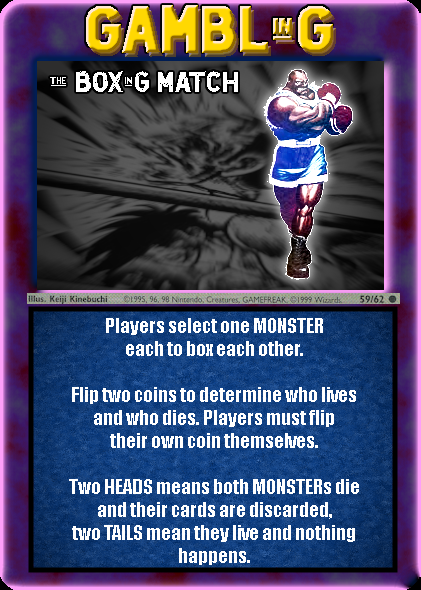 GAMBLinG
THE BOXinG MATCH
Illus. Keiji Kinebuchi ©1995, 96, 98 Nintendo, Creatures, GAMEFREAK. ©1999 Wizards. 59/62
Players select one MONSTER
each to box each other.
Flip two coins to determine who lives
and who dies. Players must flip
their own coin themselves.
Two HEADS means both MONSTERs die
and their cards are discarded,
two TAILS mean they live and nothing
happens.